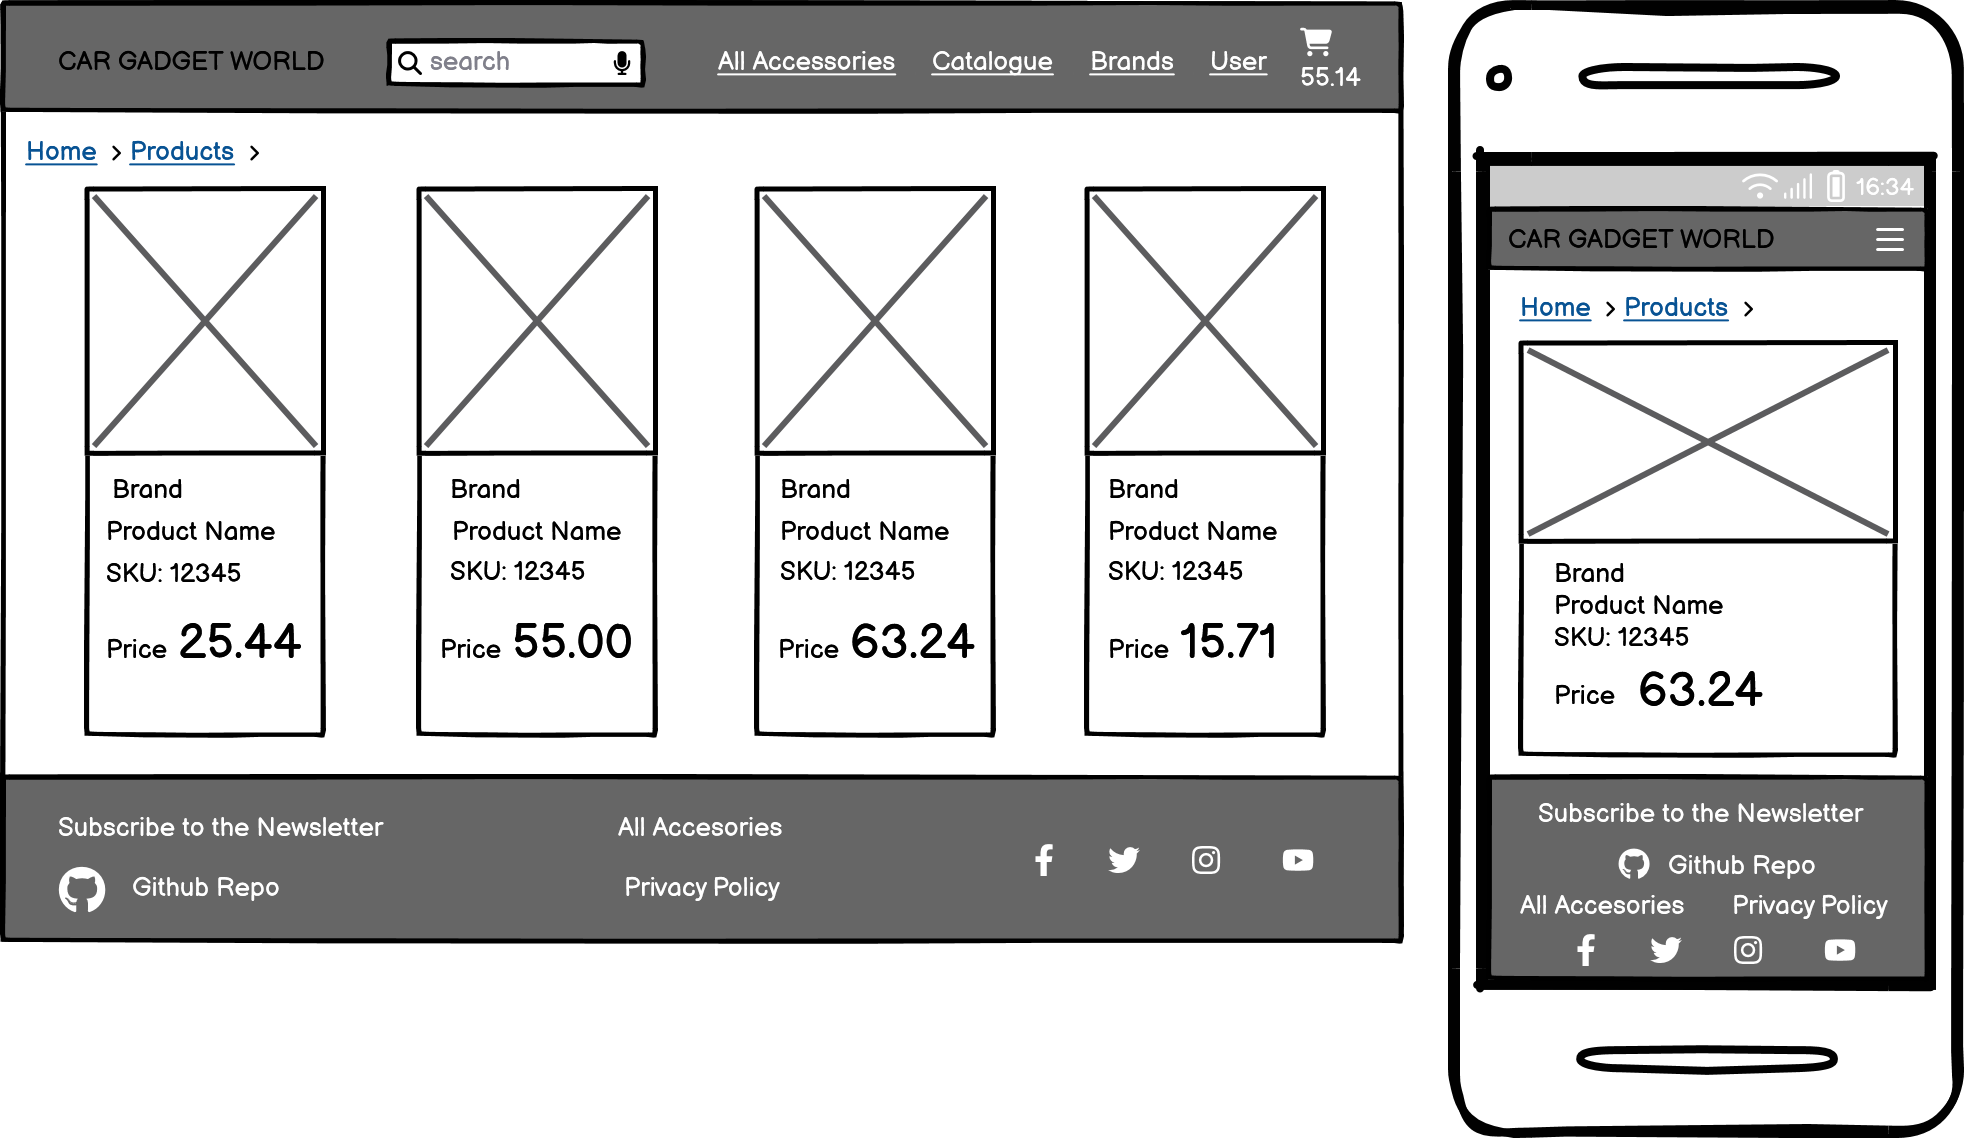 CAR GADGET WORLD
search
All Accessories Catalogue Brands User
55.14
Home > Products >
Brand
Product Name
SKU: 12345
Price 25.44
Brand
Product Name
SKU: 12345
Price 55.00
Brand
Product Name
SKU: 12345
Price 63.24
Brand
Product Name
SKU: 12345
Price 15.71
Subscribe to the Newsletter
Github Repo
All Accesories
Privacy Policy
16:34
CAR GADGET WORLD
Home > Products >
Brand
Product Name
SKU: 12345
Price 63.24
Subscribe to the Newsletter
Github Repo
All Accesories Privacy Policy